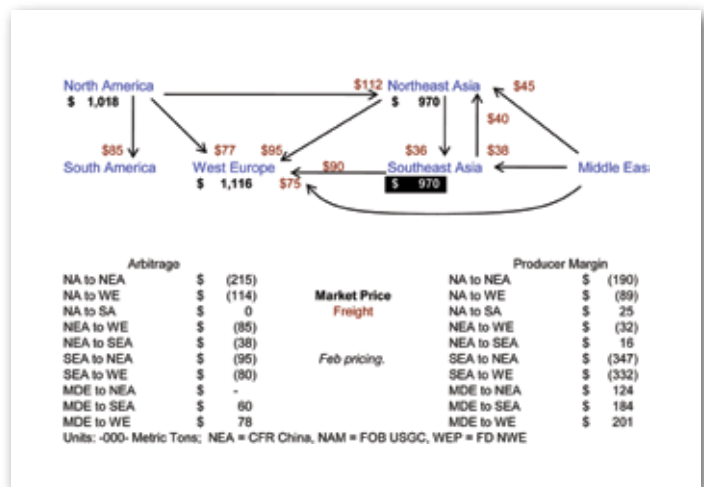 North America $112 Northeast Asia $45
$ 1,018 $ 970
$40
$85 $77 $95 $36 $38
South America West Europe $90 Southeast Asia Middle Eas
$ 1,116 $75 $ 970
Arbitrage Producer Margin
NA to NEA $ (215) NA to NEA $ (190)
NA to WE $ (114) Market Price NA to WE $ (89)
NA to SA $ 0 Freight NA to SA $ 25
NEA to WE $ (85) NEA to WE $ (32)
NEA to SEA $ (38) NEA to SEA $ 16
SEA to NEA $ (95) Feb pricing. SEA to NEA $ (347)
SEA to WE $ (80) SEA to WE $ (332)
MDE to NEA $ - MDE to NEA $ 124
MDE to SEA $ 60 MDE to SEA $ 184
MDE to WE $ 78 MDE to WE $ 201
Units: -000- Metric Tons; NEA = CFR China, NAM = FOB USGC, WEP = FD NWE